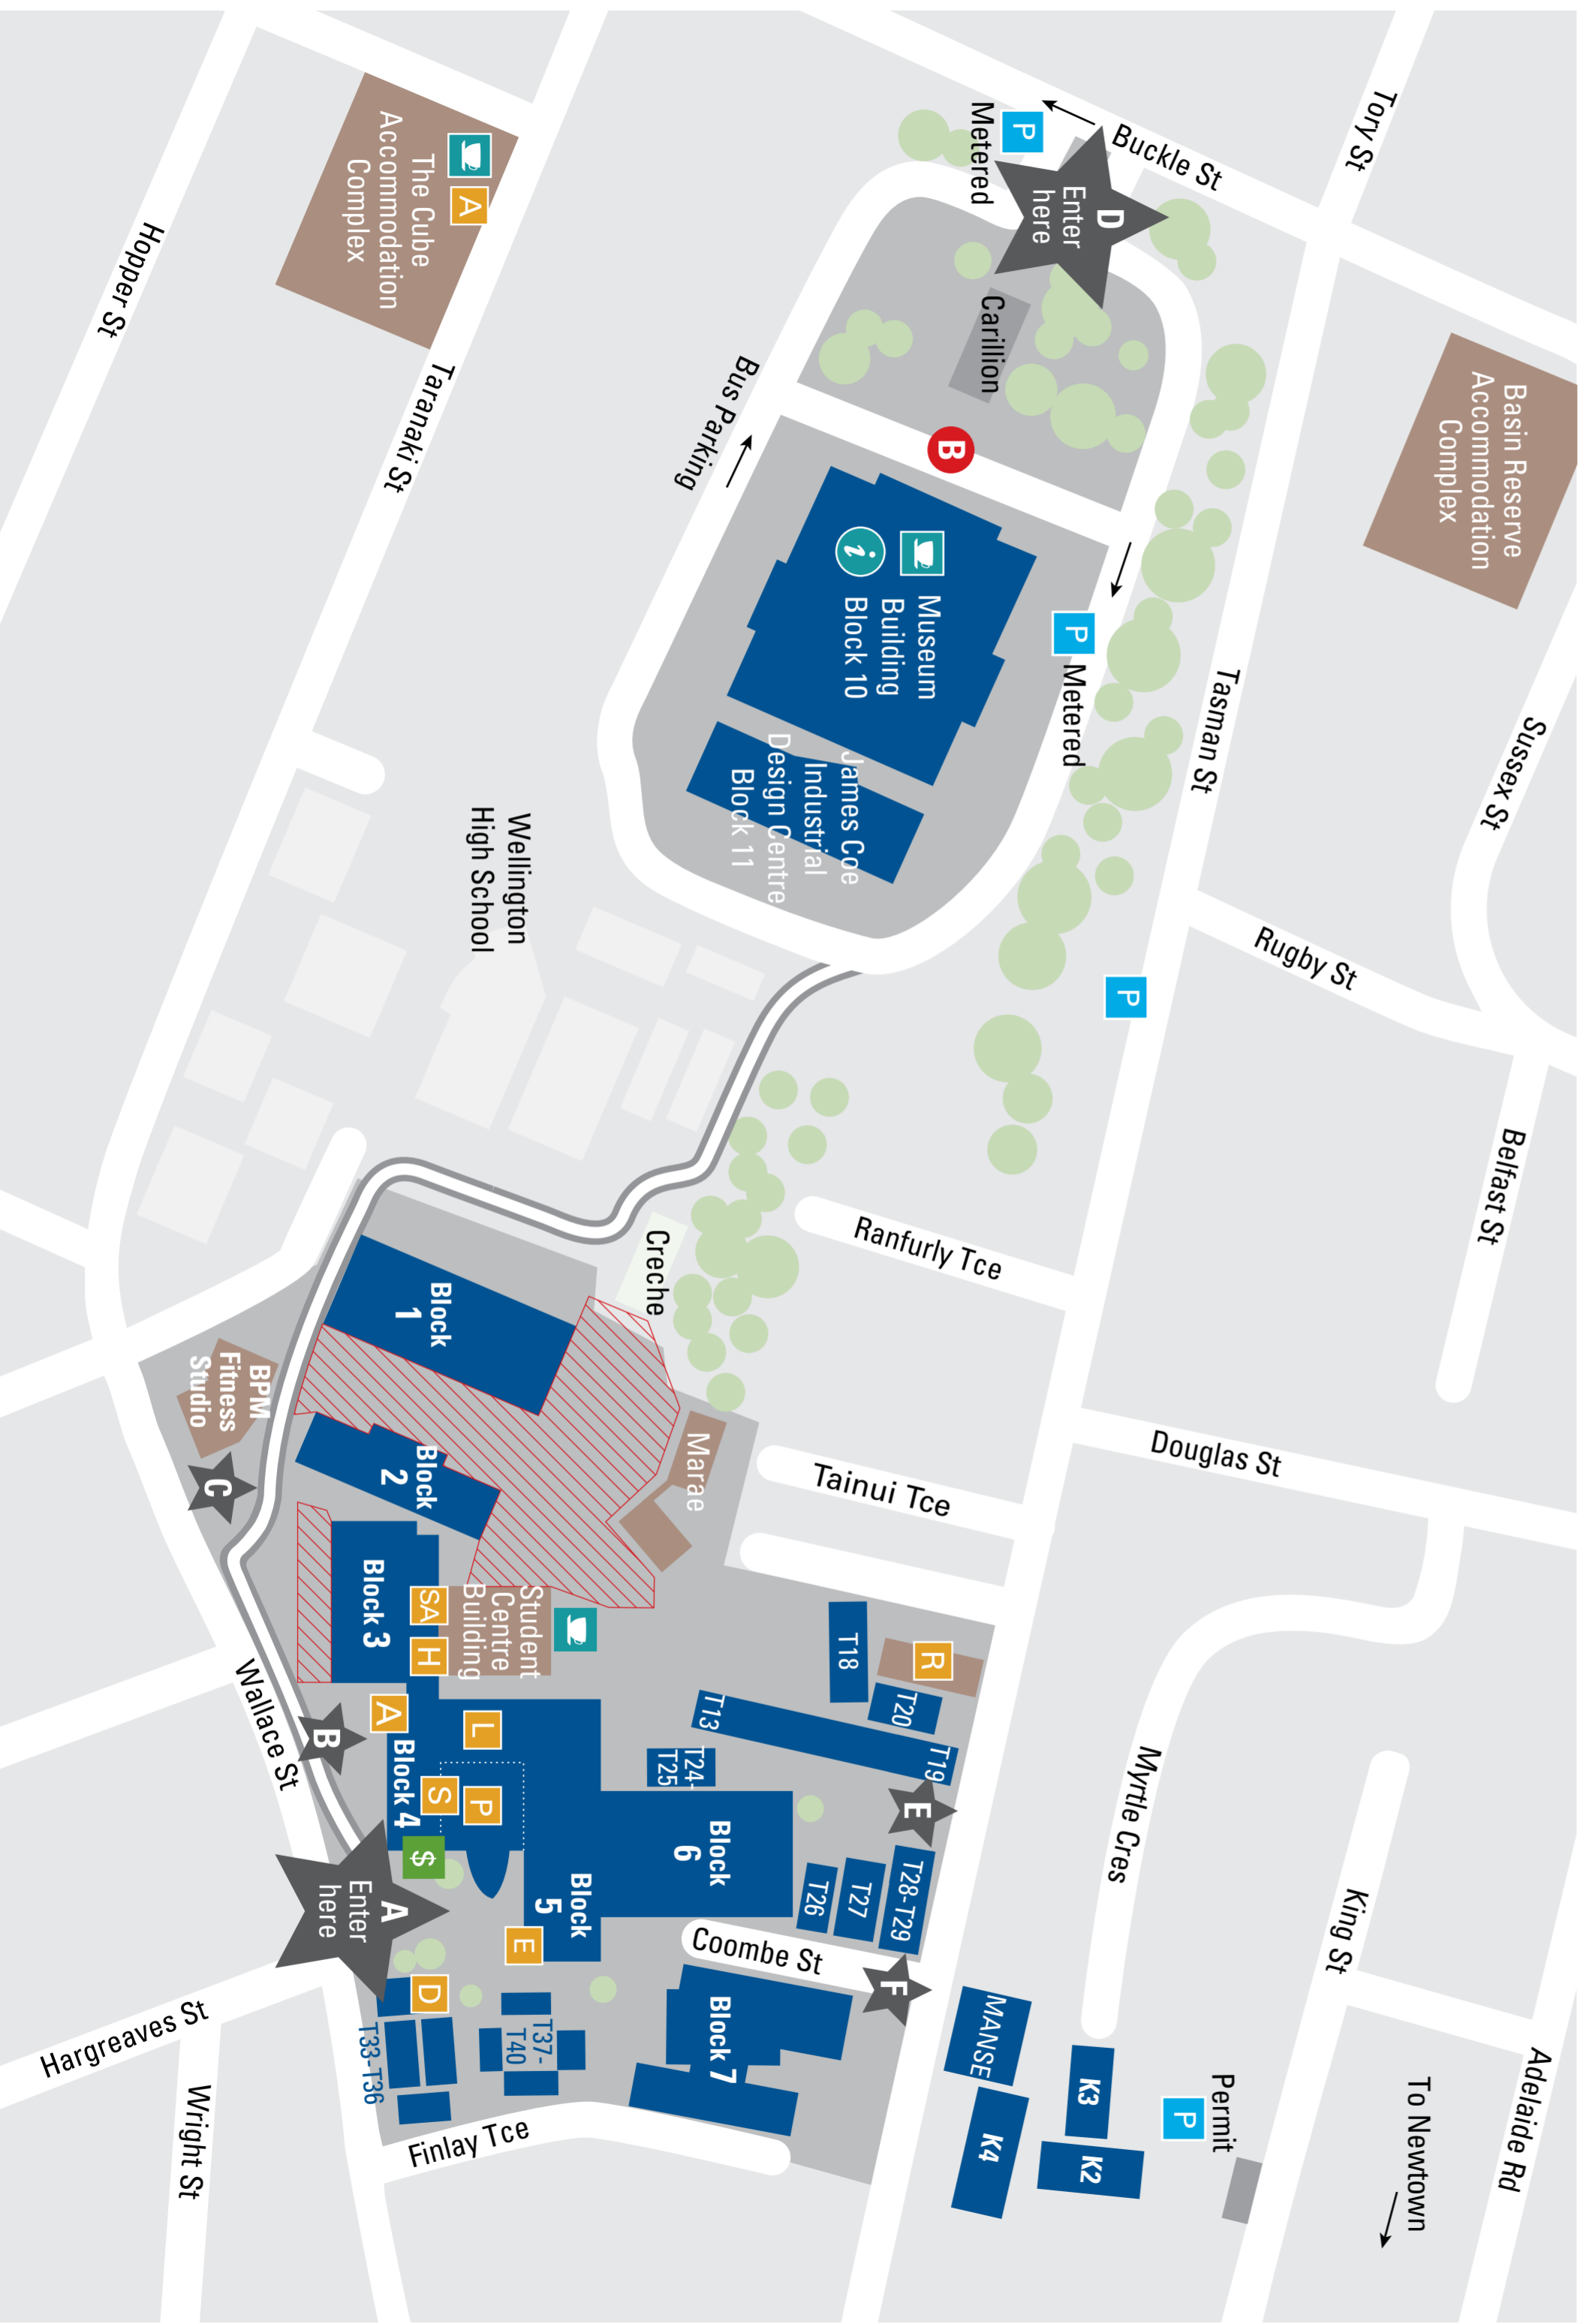 Hopper St
The Cube
Accommodation
Complex
A
Taranaki St
Bus Parking
Metered
P
D
Enter
here
Buckle St
Tory St
Carillion
B
Basin Reserve
Acccommodation
Complex
i
Museum
Building
Block 10
James Coe
Industrial
Design Centre
Block 11
P
Metered
Tasman St
Sussex St
Rugby St
P
Wellington
High School
Belfast St
Ranfurly Tce
Creche
Block
1
BPM
Fitness
Studio
C
Block
2
Marae
Tainui Tce
Douglas St
Block 3
SA
H
Student
Centre
Building
T18
R
T20
T13
T19
T24-
T25
Wallace St
B
A
L
Block 4
S
P
$
Block
5
E
Block
6
E
T26
T27
T28-T29
Myrtle Cres
King St
A
Enter
here
Coombe St
F
D
T33-T36
T37-
T40
Block 7
MANSE
K3
K4
K2
Permit
P
Adelaide Rd
To Newtown
Hargreaves St
Wright St
Finlay Tce